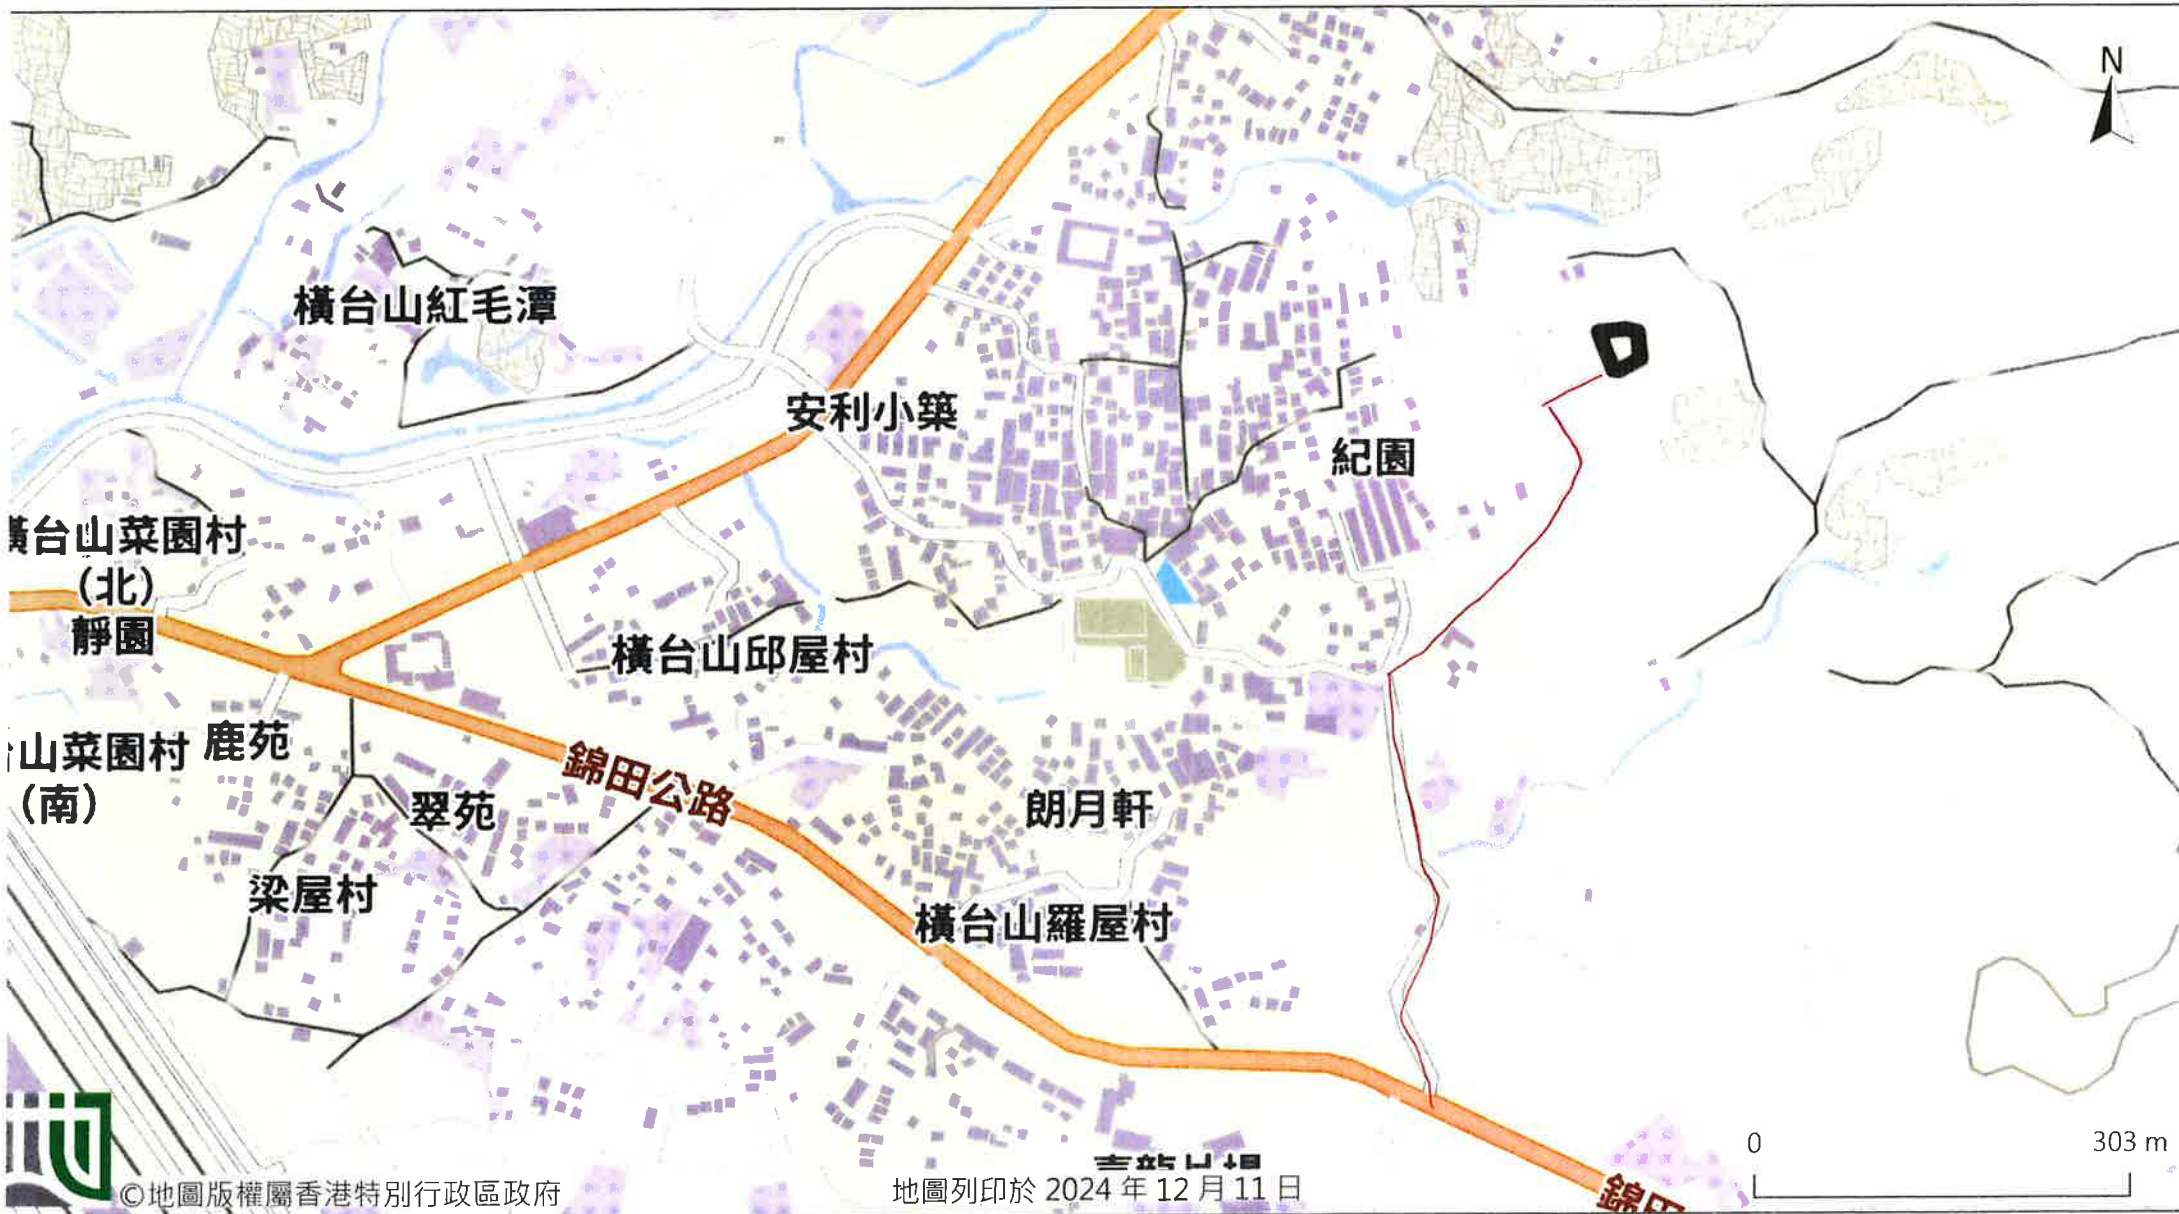 N
橫台山紅毛潭
安利小築
紀園
橫台山菜園村
(北)
靜園
橫台山邱屋村
鹿苑
山菜園村
(南)
錦田公路
翠苑
朗月軒
梁屋村
橫台山羅屋村
0
303 m
錦田
©地圖版權屬香港特別行政區政府
地圖列印於 2024 年 12 月 11 日